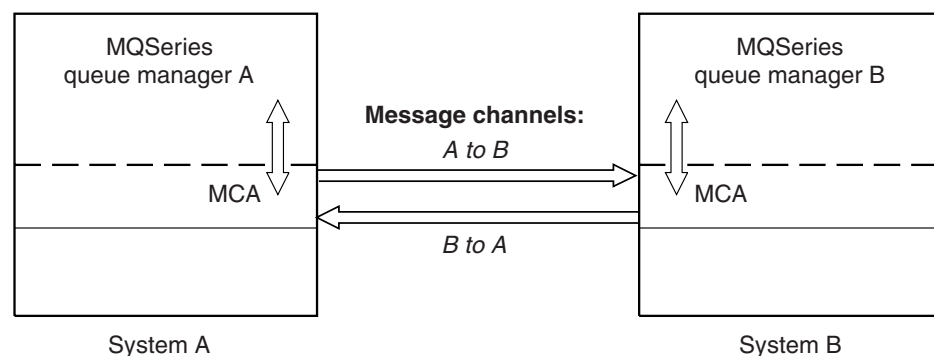 MQSeries
queue manager A
MQSeries
queue manager B
Message channels:
A to B
MCA
MCA
B to A
System A
System B